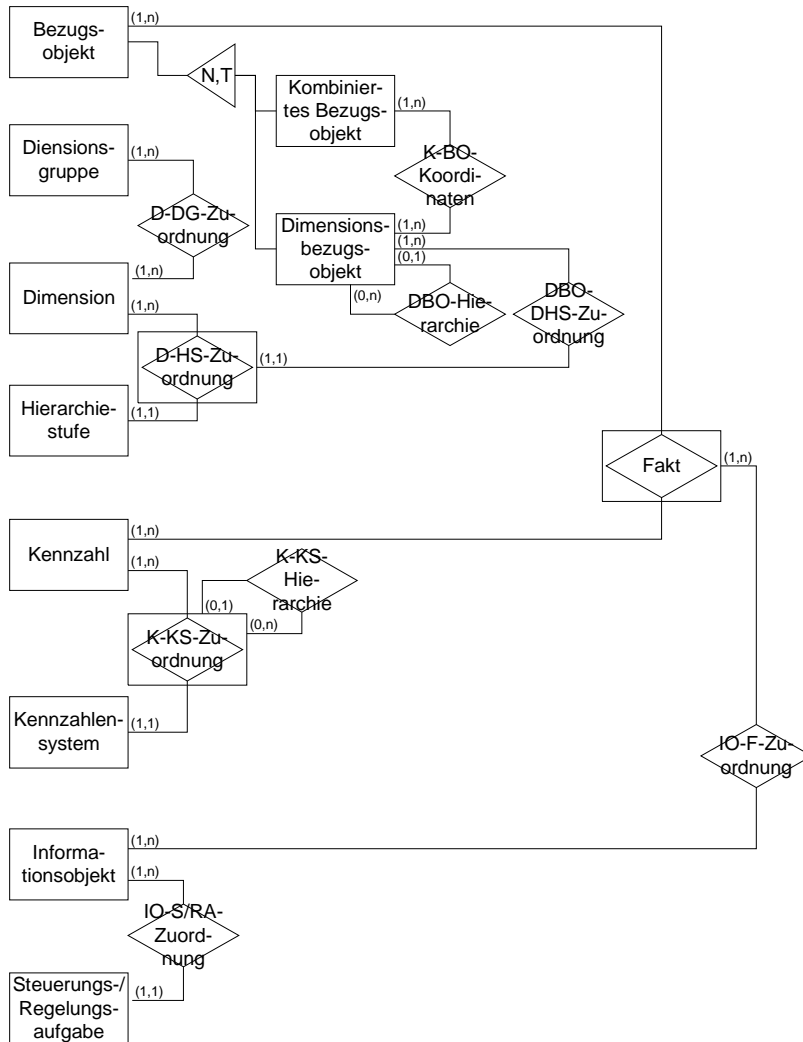 Bezugs-
objekt
(1,n)
N,T
Kombinier-
tes Bezugs-
objekt
(1,n)
Diensions-
gruppe
(1,n)
K-BO-
Koordi-
naten
D-DG-Zu-
ordnung
Dimensions-
bezugs-
objekt
(1,n)
(1,n)
(0,1)
(0,n)
Dimension
(1,n)
(1,n)
DBO-Hie-
rarchie
DBO-
DHS-Zu-
ordnung
D-HS-Zu-
ordnung
(1,1)
Hierarchie-
stufe
(1,1)
Fakt
(1,n)
Kennzahl
(1,n)
(1,n)
K-KS-
Hie-
rarchie
(0,1)
(0,n)
K-KS-Zu-
ordnung
Kennzahlen-
system
(1,1)
IO-F-Zu-
ordnung
Informa-
tionsobjekt
(1,n)
(1,n)
IO-S/RA-
Zuord-
nung
Steuerungs-/
Regelungs-
aufgabe
(1,1)